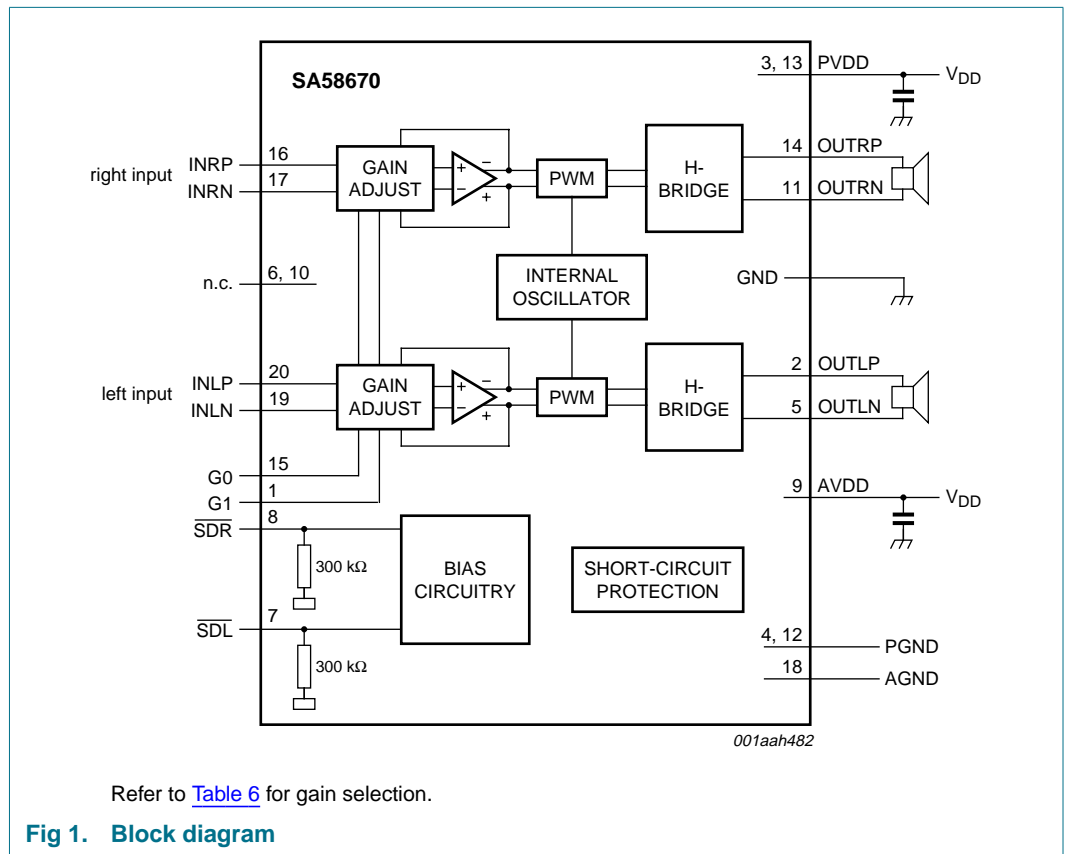 SA58670
3, 13 PVDD
VDD
right input
INRP 16
INRN 17
GAIN ADJUST
+ −
− +
PWM
H-BRIDGE
14 OUTRP
11 OUTRN
n.c. 6, 10
INTERNAL OSCILLATOR
GND
left input
INLP 20
INLN 19
GAIN ADJUST
+ −
− +
PWM
H-BRIDGE
2 OUTLP
5 OUTLN
G0 15
G1 1
9 AVDD
VDD
SDR 8
300 kΩ
BIAS CIRCUITRY
SHORT-CIRCUIT PROTECTION
SDL 7
300 kΩ
4, 12 PGND
18 AGND
001aah482
Refer to Table 6 for gain selection.
Fig 1. Block diagram